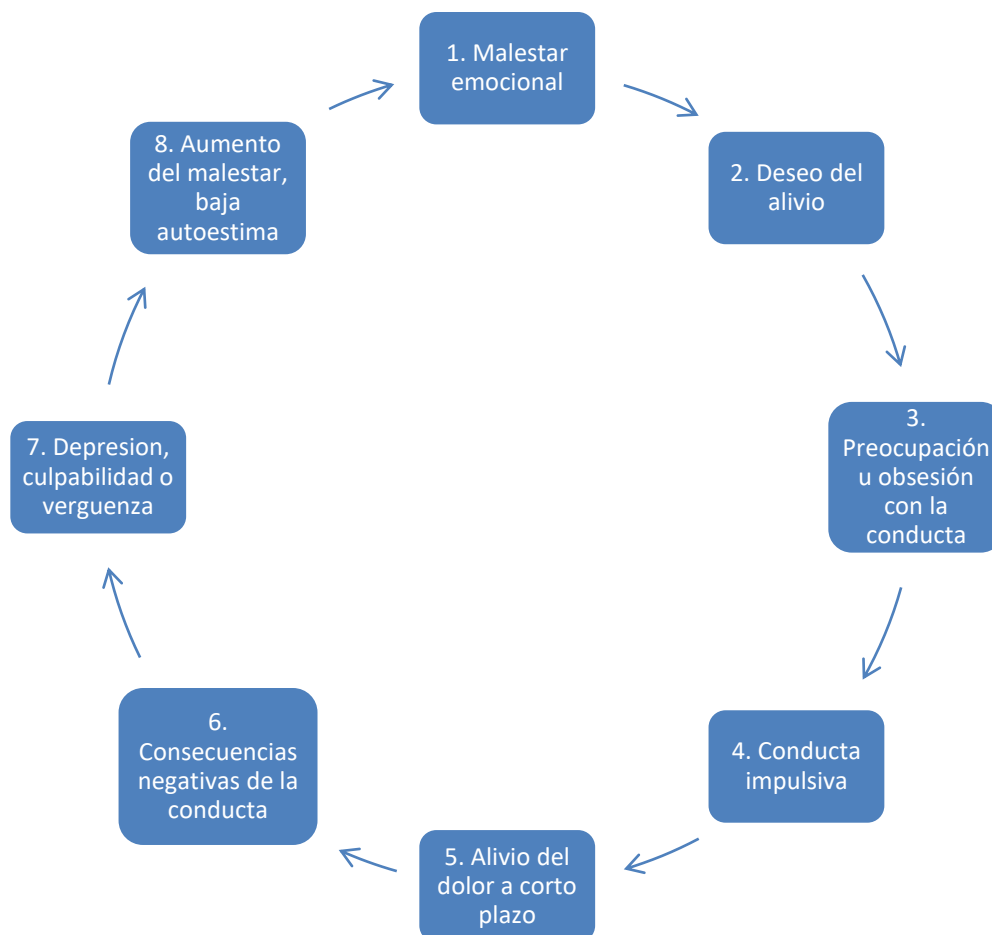 1. Malestar
emocional
2. Deseo del
alivio
3.
Preocupación
u obsesión
con la
conducta
4. Conducta
impulsiva
5. Alivio del
dolor a corto
plazo
6.
Consecuencias
negativas de la
conducta
7. Depresion,
culpabilidad o
verguenza
8. Aumento
del malestar,
baja
autoestima